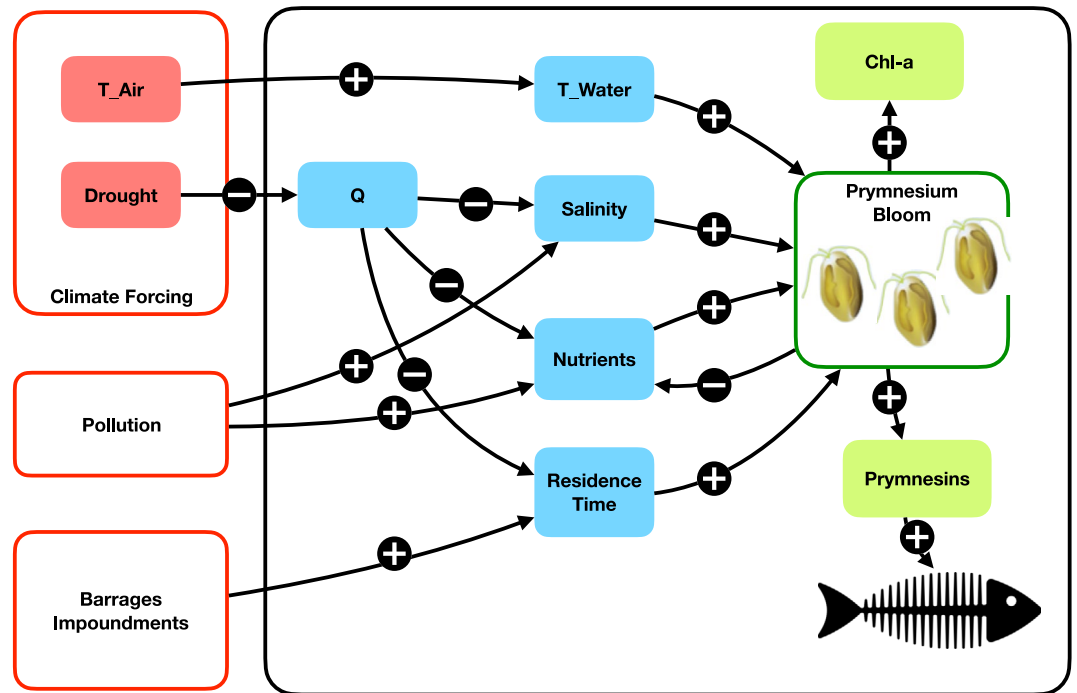 T_Air
T_Water
Chl-a
Drought
Q
Salinity
Prymnesium
Bloom
Climate Forcing
Nutrients
Pollution
Residence
Time
Prymnesins
Barrages
Impoundments